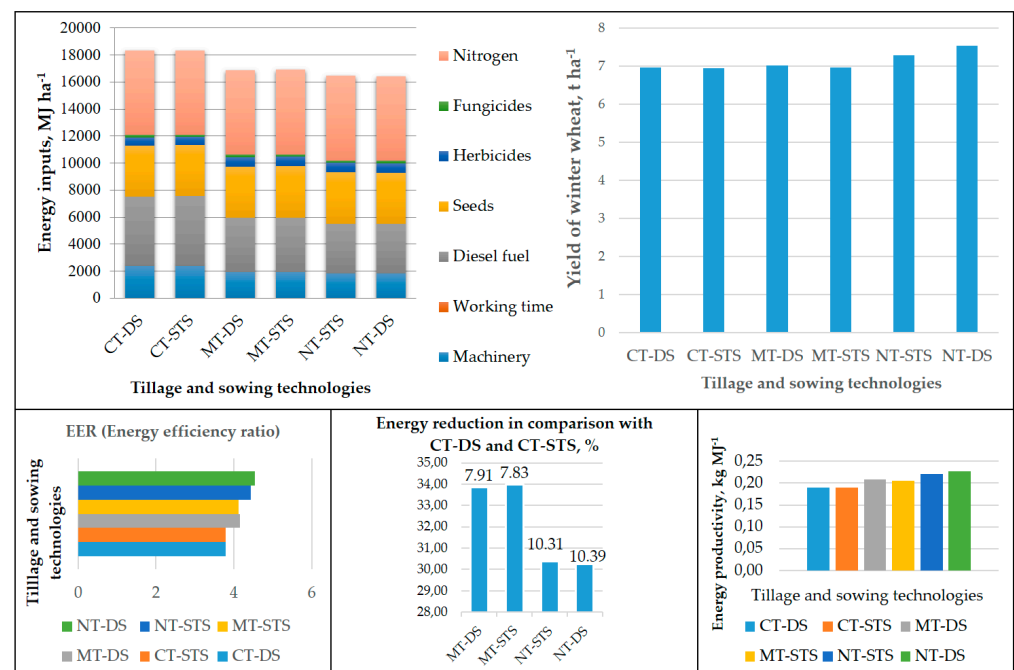 20000
18000
16000
14000
12000
10000
8000
6000
4000
2000
0
Energy inputs, MJ ha-1
CT-DS
CT-STS
MT-DS
MT-STS
NT-STS
NT-DS
Tillage and sowing technologies
Nitrogen
Fungicides
Herbicides
Seeds
Diesel fuel
Working time
Machinery
8
7
6
5
4
3
2
1
0
Yield of winter wheat, t ha-1
CT-DS
CT-STS
MT-DS
MT-STS
NT-STS
NT-DS
Tillage and sowing technologies
EER (Energy efficiency ratio)
Tilllage and sowing
technologies
0
2
4
6
NT-DS
NT-STS
MT-STS
MT-DS
CT-STS
CT-DS
Energy reduction in comparison with
CT-DS and CT-STS, %
35,00
34,00
33,00
32,00
31,00
30,00
29,00
28,00
7.91
7.83
10.31
10.39
MT-DS
MT-STS
NT-STS
NT-DS
Energy productivity, kg MJ-1
0,25
0,20
0,15
0,10
0,05
0,00
Tillage and sowing technologies
CT-DS
CT-STS
MT-DS
MT-STS
NT-STS
NT-DS